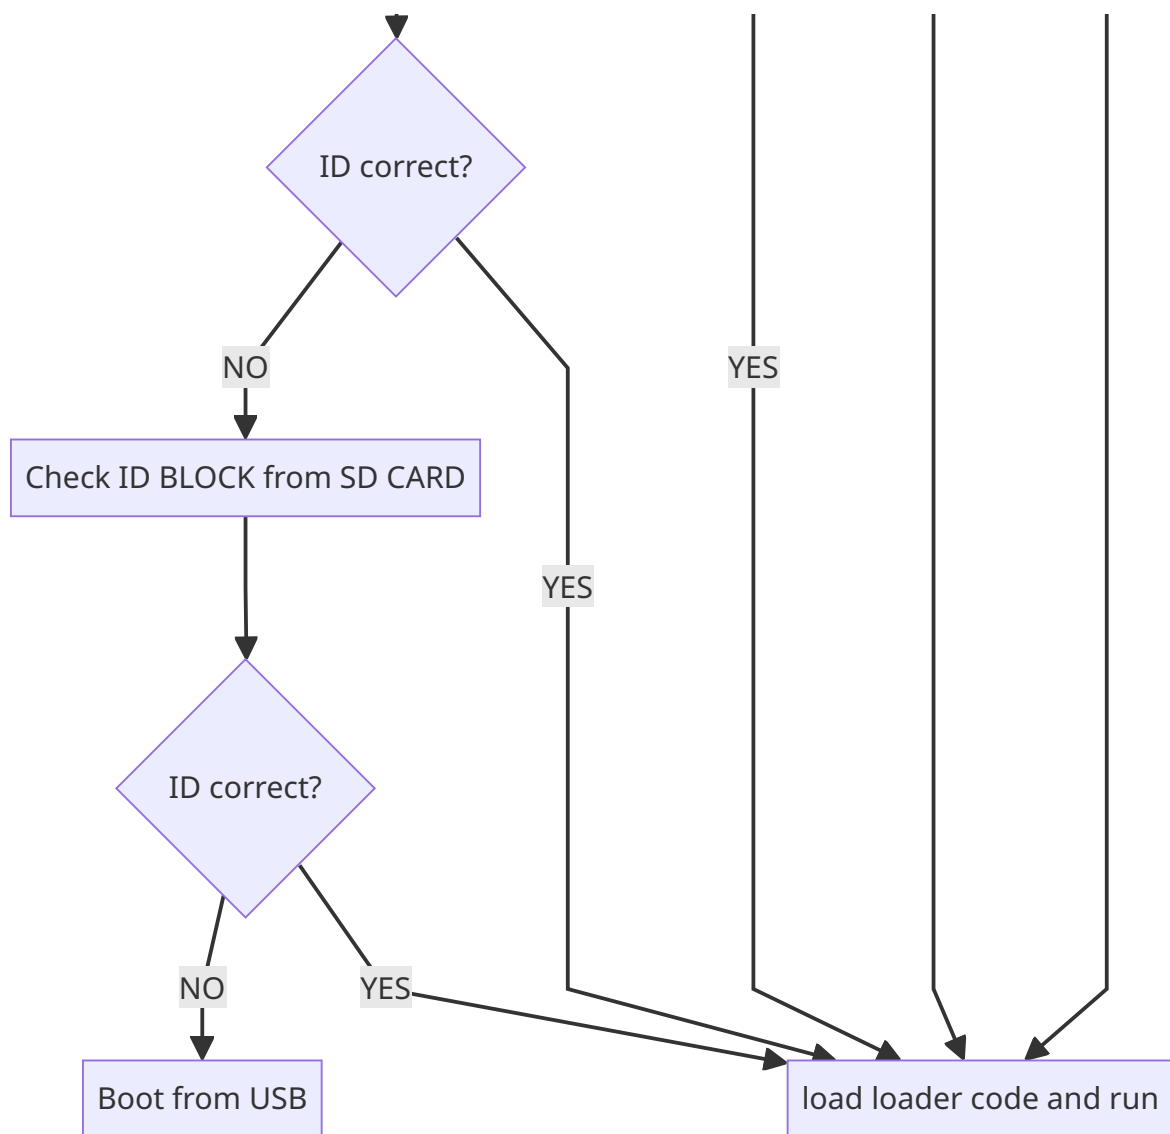 ID correct?
NO
YES
Check ID BLOCK from SD CARD
YES
ID correct?
NO
YES
Boot from USB
load loader code and run